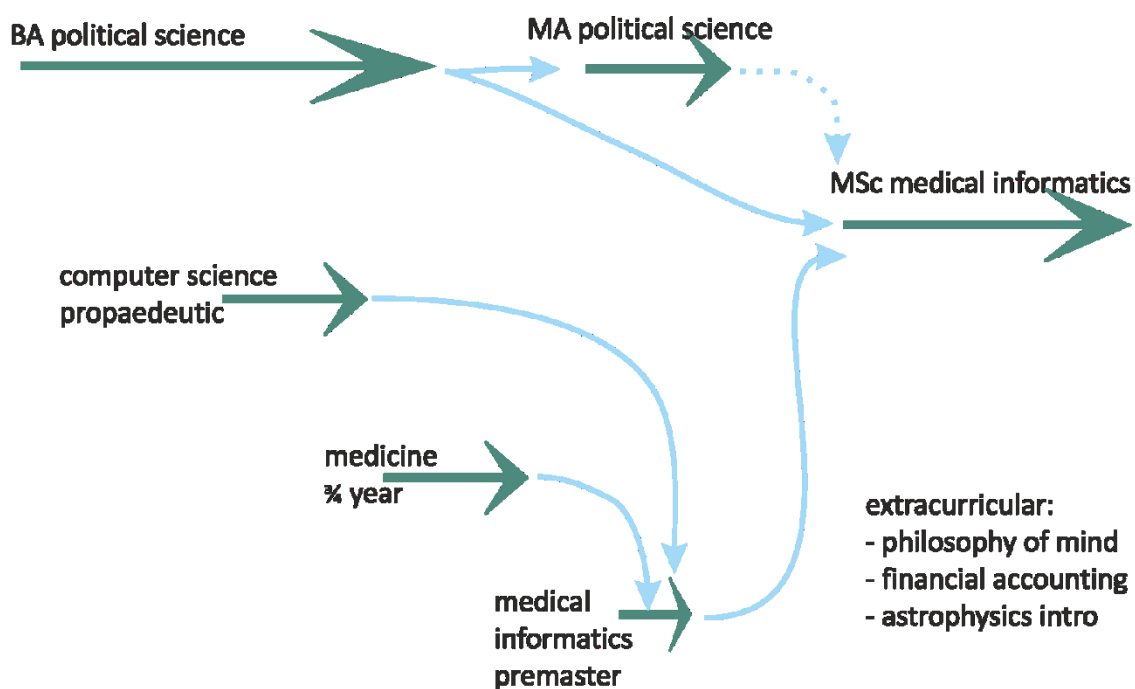 BA political science
MA political science
MSc medical informatics
computer science
propaedeutic
medicine
¾ year
medical
informatics
premaster
extracurricular:
- philosophy of mind
- financial accounting
- astrophysics intro